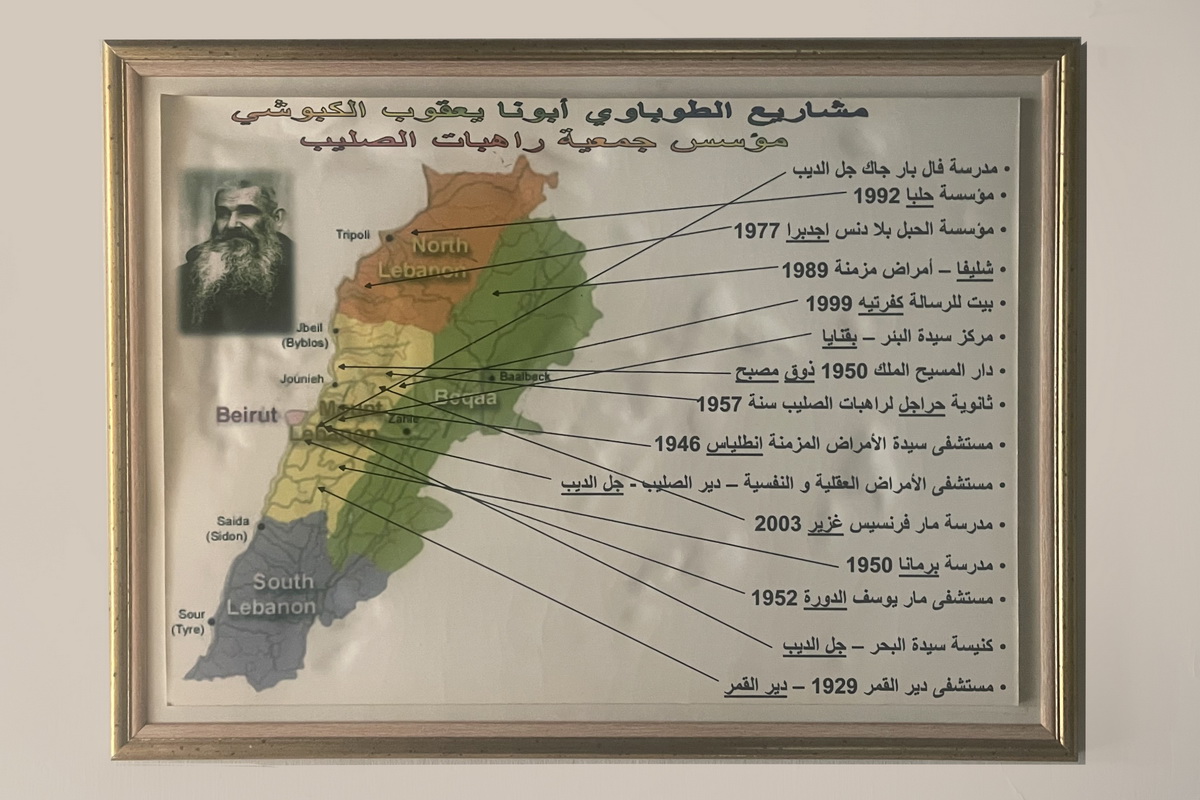 مشاريع الطوباوي أبونا يعقوب الكبوشي
مؤسس جمعية راهبات الصليب
• مدرسة فال بار جاك جل الديب
• مؤسسة حلبا 1992
• مؤسسة الحبل بلا دنس اجدبرا 1977
• شليفا – أمراض مزمنة 1989
• بيت للرسالة كفرتيه 1999
• مركز سيدة البئر – بقنايا
• دار المسيح الملك 1950 ذوق مصبح
• ثانوية حراجل لراهبات الصليب سنة 1957
• مستشفى سيدة الأمراض المزمنة انطلياس 1946
• مستشفى الأمراض العقلية و النفسية – دير الصليب - جل الديب
• مدرسة مار فرنسيس غزير 2003
• مدرسة برمانا 1950
• مستشفى مار يوسف الدورة 1952
• كنيسة سيدة البحر – جل الديب
• مستشفى دير القمر 1929 – دير القمر
Tripoli
North
Lebanon
Jbeil
(Byblos)
Jounieh
Baalbeck
Beqaa
Beirut
Mount
Lebanon
Zahle
Saida
(Sidon)
South
Lebanon
Sour
(Tyre)